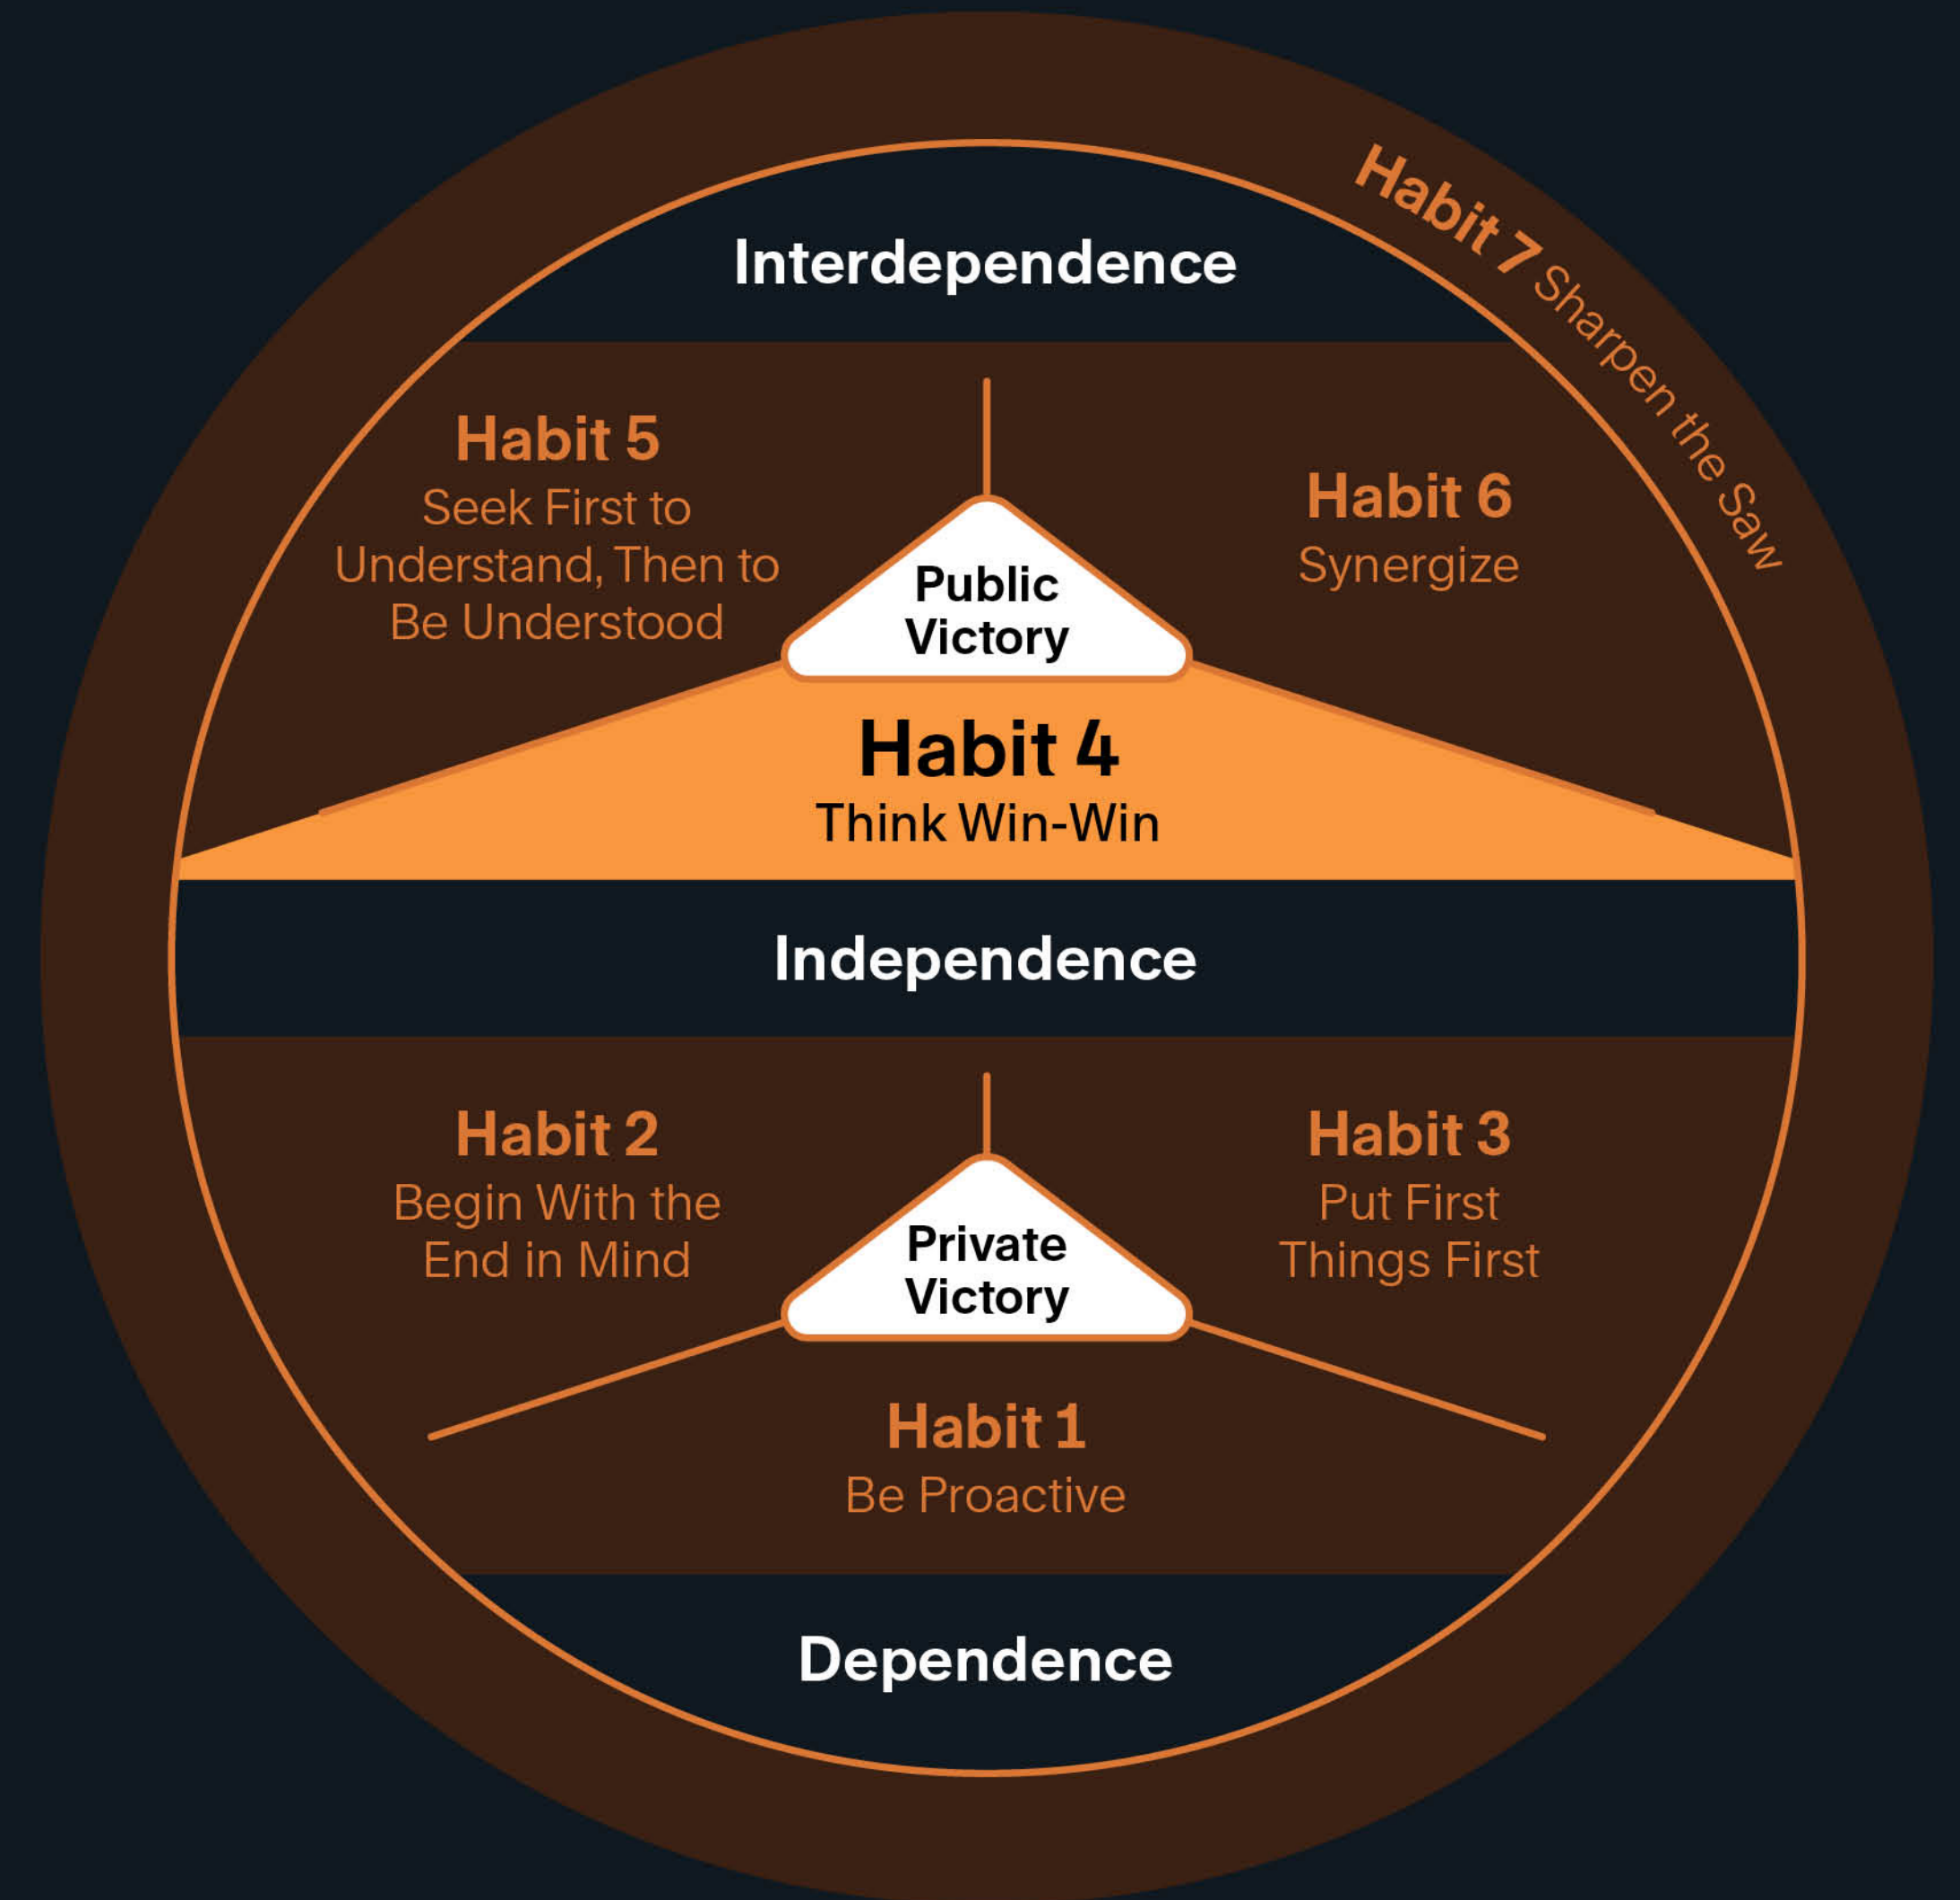 Interdependence
Habit 7 Sharpen the Saw
Habit 5
Seek First to
Understand, Then to
Be Understood
Habit 6
Synergize
Public
Victory
Habit 4
Think Win-Win
Independence
Habit 2
Begin With the
End in Mind
Habit 3
Put First
Things First
Private
Victory
Habit 1
Be Proactive
Dependence